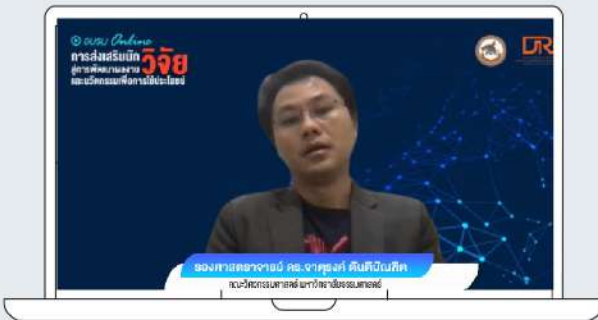 อบรม Online
การส่งเสริมนัก
วิจัย
สู่การพัฒนาผลงาน
และนวัตกรรมเพื่อการใช้ประโยชน์
รองศาสตราจารย์ ดร.จาตุรงค์ ตันติบัณฑิต
คณะวิศวกรรมศาสตร์ มหาวิทยาลัยธรรมศาสตร์